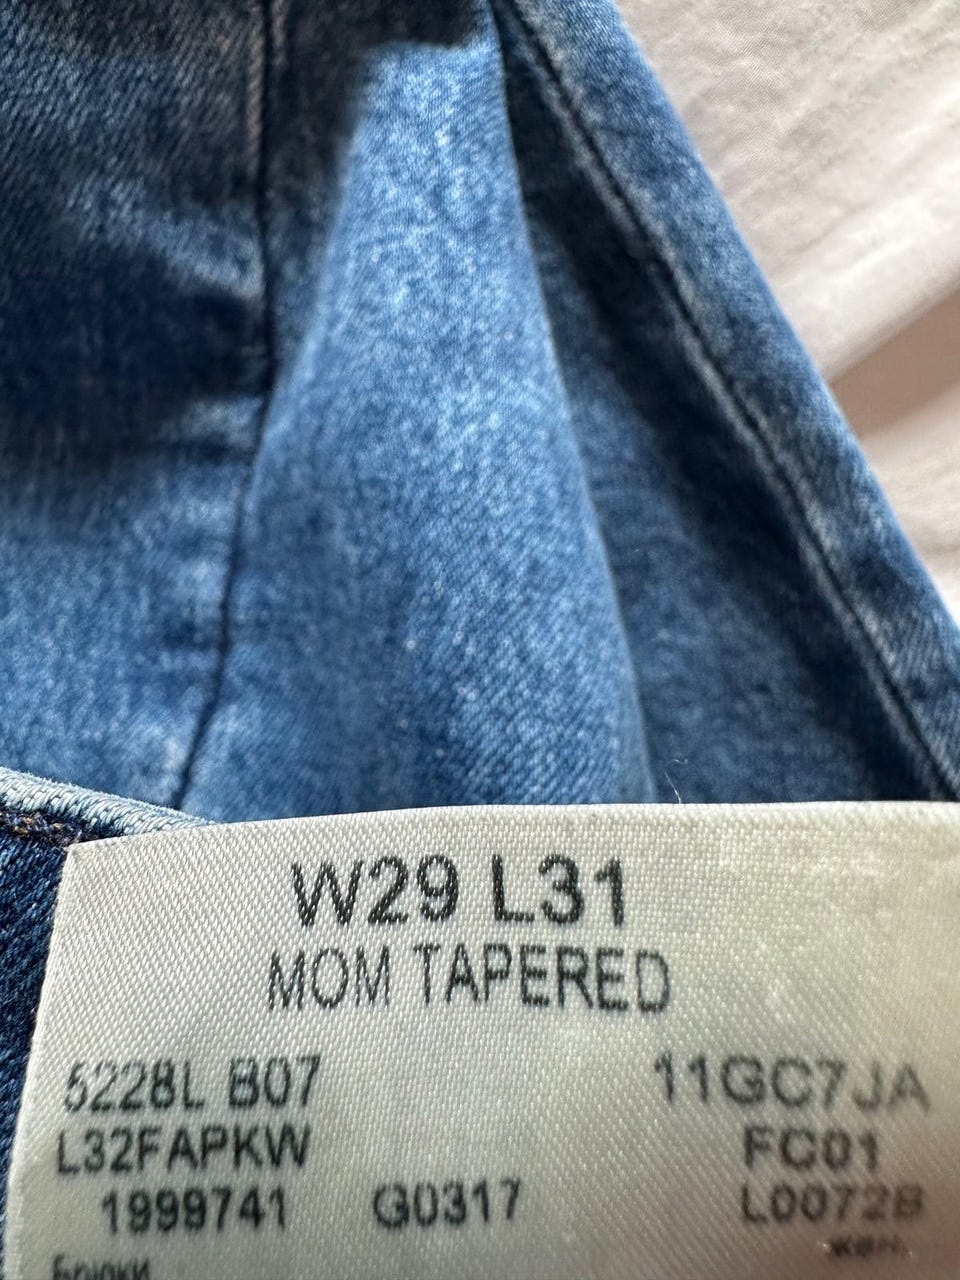 W29 L31
MOM TAPERED
5228L B07 11GC7JA
L32FAPKW FC01
1999741 G0317 L0072B
Брюки жен.